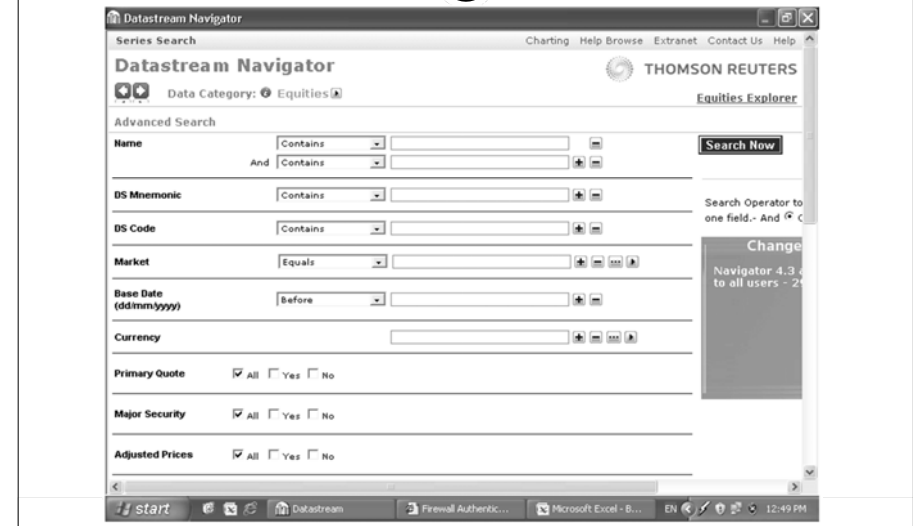 Datastream Navigator
Series Search Charting Help Browse Extranet Contact Us Help
Datastream Navigator THOMSON REUTERS
Data Category: Equities Equities Explorer
Advanced Search
Name Contains Search Now
And Contains
DS Mnemonic Contains
Search Operator to
one field.- And
DS Code Contains
Change
Market Equals
Navigator 4.3
to all users - 2
Base Date Before
(dd/mm/yyyy)
Currency
Primary Quote All Yes No
Major Security All Yes No
Adjusted Prices All Yes No
start Datastream Firewall Authentic... Microsoft Excel - B... EN 12:49 PM